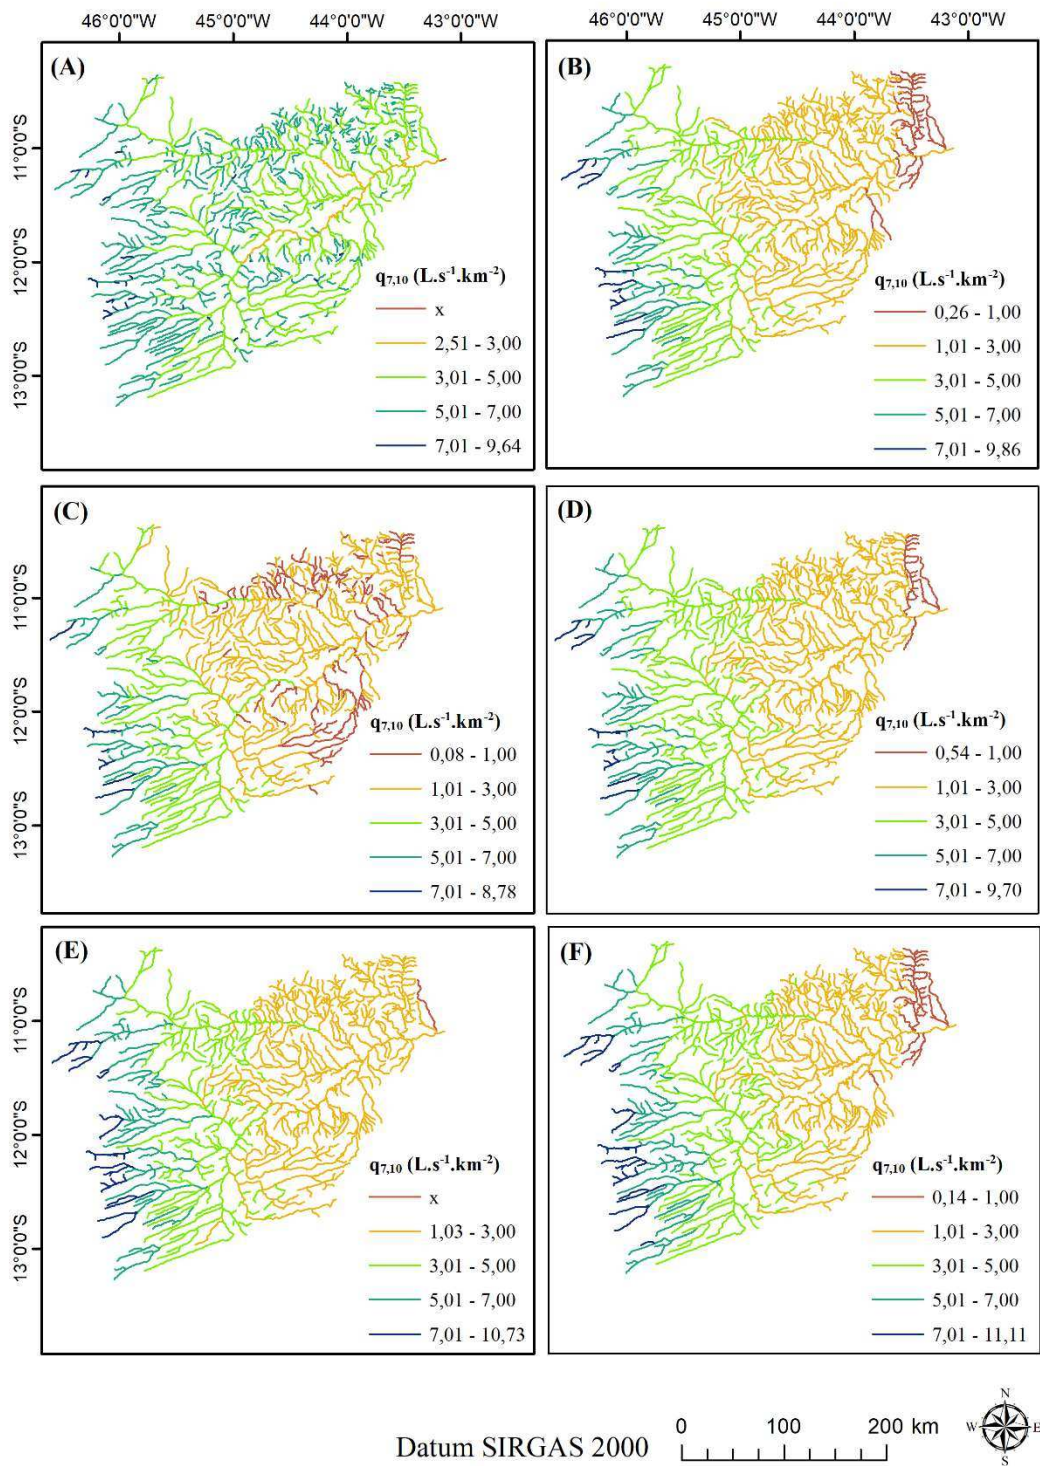 46°0'0"W 45°0'0"W 44°0'0"W 43°0'0"W
46°0'0"W 45°0'0"W 44°0'0"W 43°0'0"W
(A)
11°0'0"S
12°0'0"S
13°0'0"S
q7,10 (L.s-1.km-2)
x
2,51 - 3,00
3,01 - 5,00
5,01 - 7,00
7,01 - 9,64
(B)
q7,10 (L.s-1.km-2)
0,26 - 1,00
1,01 - 3,00
3,01 - 5,00
5,01 - 7,00
7,01 - 9,86
(C)
11°0'0"S
12°0'0"S
13°0'0"S
q7,10 (L.s-1.km-2)
0,08 - 1,00
1,01 - 3,00
3,01 - 5,00
5,01 - 7,00
7,01 - 8,78
(D)
q7,10 (L.s-1.km-2)
0,54 - 1,00
1,01 - 3,00
3,01 - 5,00
5,01 - 7,00
7,01 - 9,70
(E)
11°0'0"S
12°0'0"S
13°0'0"S
q7,10 (L.s-1.km-2)
x
1,03 - 3,00
3,01 - 5,00
5,01 - 7,00
7,01 - 10,73
(F)
q7,10 (L.s-1.km-2)
0,14 - 1,00
1,01 - 3,00
3,01 - 5,00
5,01 - 7,00
7,01 - 11,11
Datum SIRGAS 2000
0 100 200 km
N
W E
S